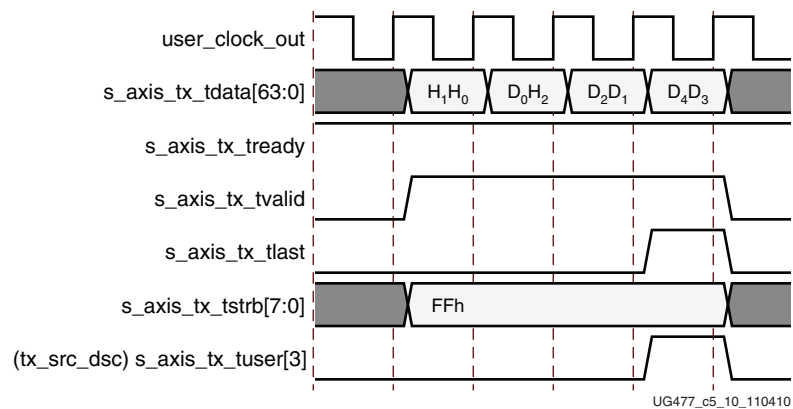 user_clock_out
s_axis_tx_tdata[63:0] H₁H₀ D₀H₂ D₂D₁ D₄D₃
s_axis_tx_tready
s_axis_tx_tvalid
s_axis_tx_tlast
s_axis_tx_tstrb[7:0] FFh
(tx_src_dsc) s_axis_tx_tuser[3]
UG477_c5_10_110410